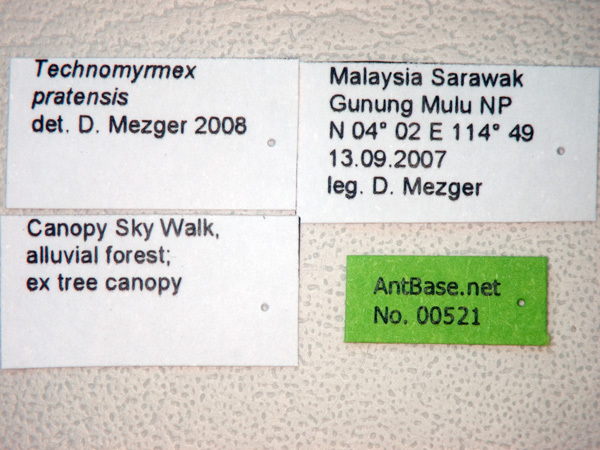 Technomyrmex
pratensis
det. D. Mezger 2008
Malaysia Sarawak
Gunung Mulu NP
N 04° 02 E 114° 49
13.09.2007
leg. D. Mezger
Canopy Sky Walk,
alluvial forest;
ex tree canopy
AntBase.net
No. 00521